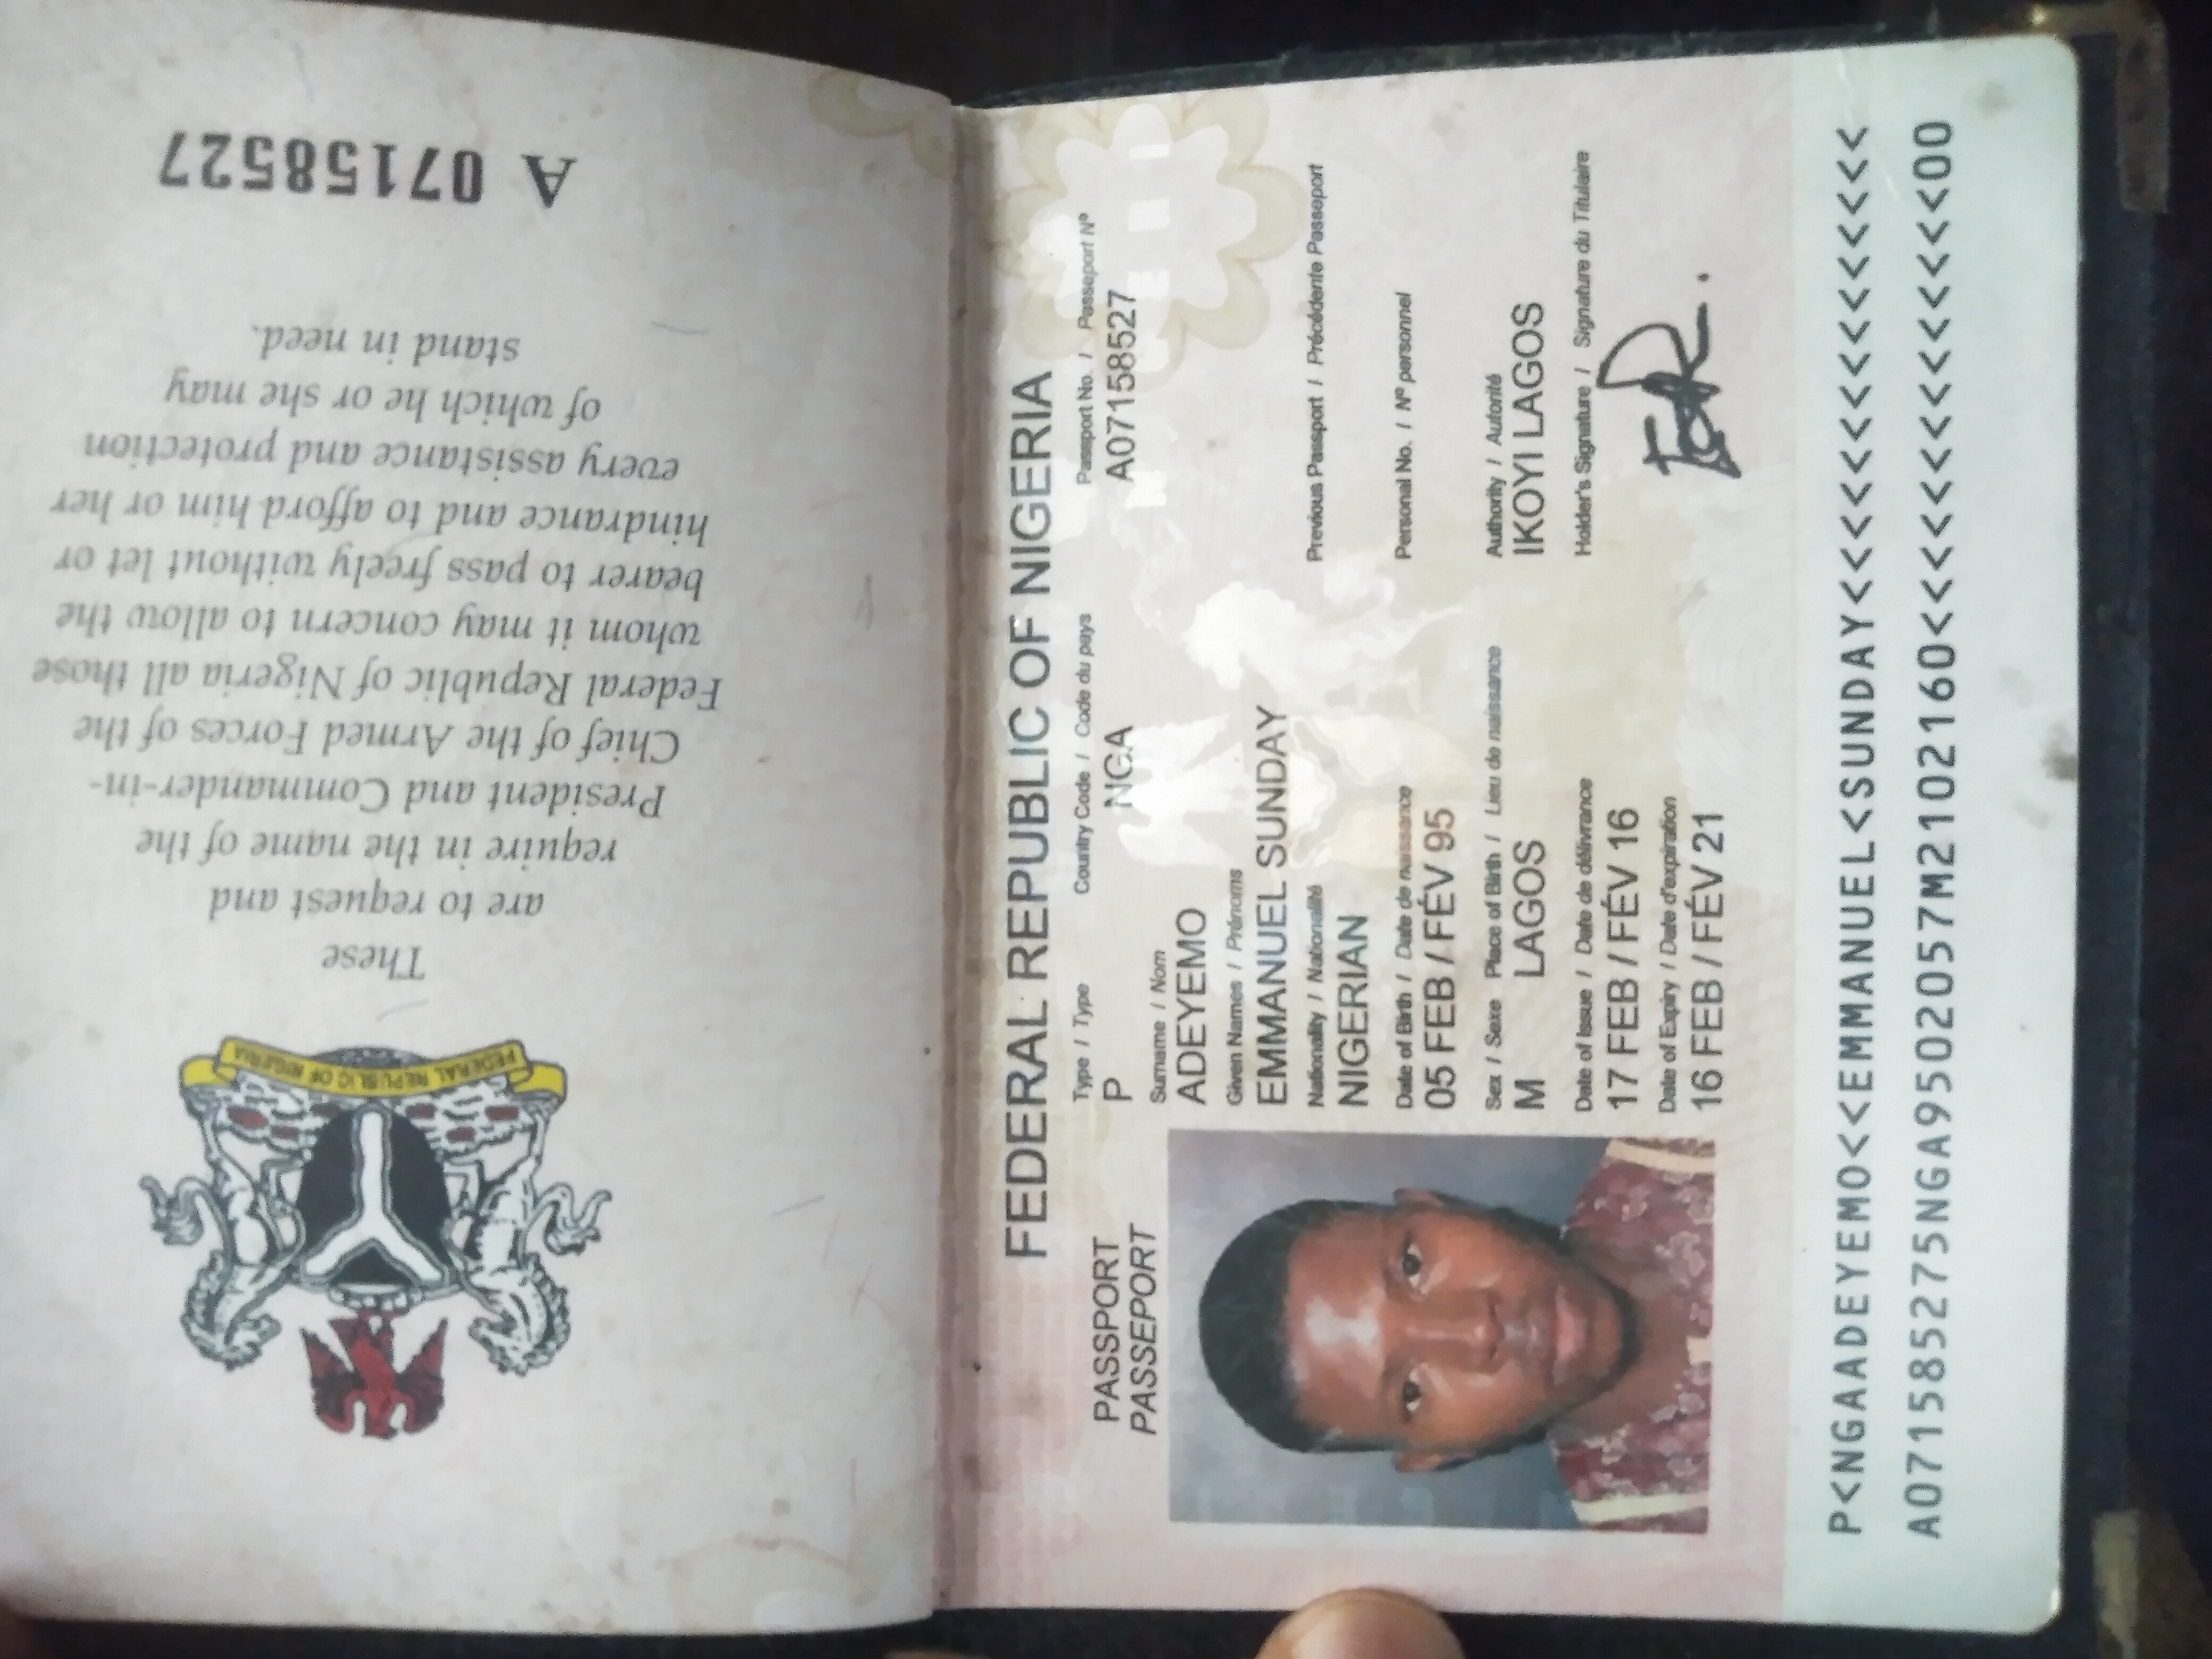 FEDERAL REPUBLIC OF NIGERIA
These
are to request and
require in the name of the
President and Commander-in-
Chief of the Armed Forces of the
Federal Republic of Nigeria all those
whom it may concern to allow the
bearer to pass freely without let or
hindrance and to afford him or her
every assistance and protection
of which he or she may
stand in need.
A 07158527
FEDERAL REPUBLIC OF NIGERIA
PASSPORT
PASSEPORT
Type / Type Country Code / Code du pays Passport No. / Passeport Nº
P NGA A07158527
Surname / Nom
ADEYEMO
Given Names / Prénoms
EMMANUEL SUNDAY
Nationality / Nationalité Previous Passport / Précédente Passeport
NIGERIAN
Date of Birth / Date de naissance Personal No. / Nº personnel
05 FEB / FÉV 95
Sex / Sexe Place of Birth / Lieu de naissance Authority / Autorité
M LAGOS IKOYI LAGOS
Date of Issue / Date de délivrance Holder's Signature / Signature du Titulaire
17 FEB / FÉV 16
Date of Expiry / Date d'expiration
16 FEB / FÉV 21
P<NGAADEYEMO<<EMMANUEL<SUNDAY<<<<<<<<<<<<<<<
A071585275NGA9502057M2102160<<<<<<<<<<<<<<00